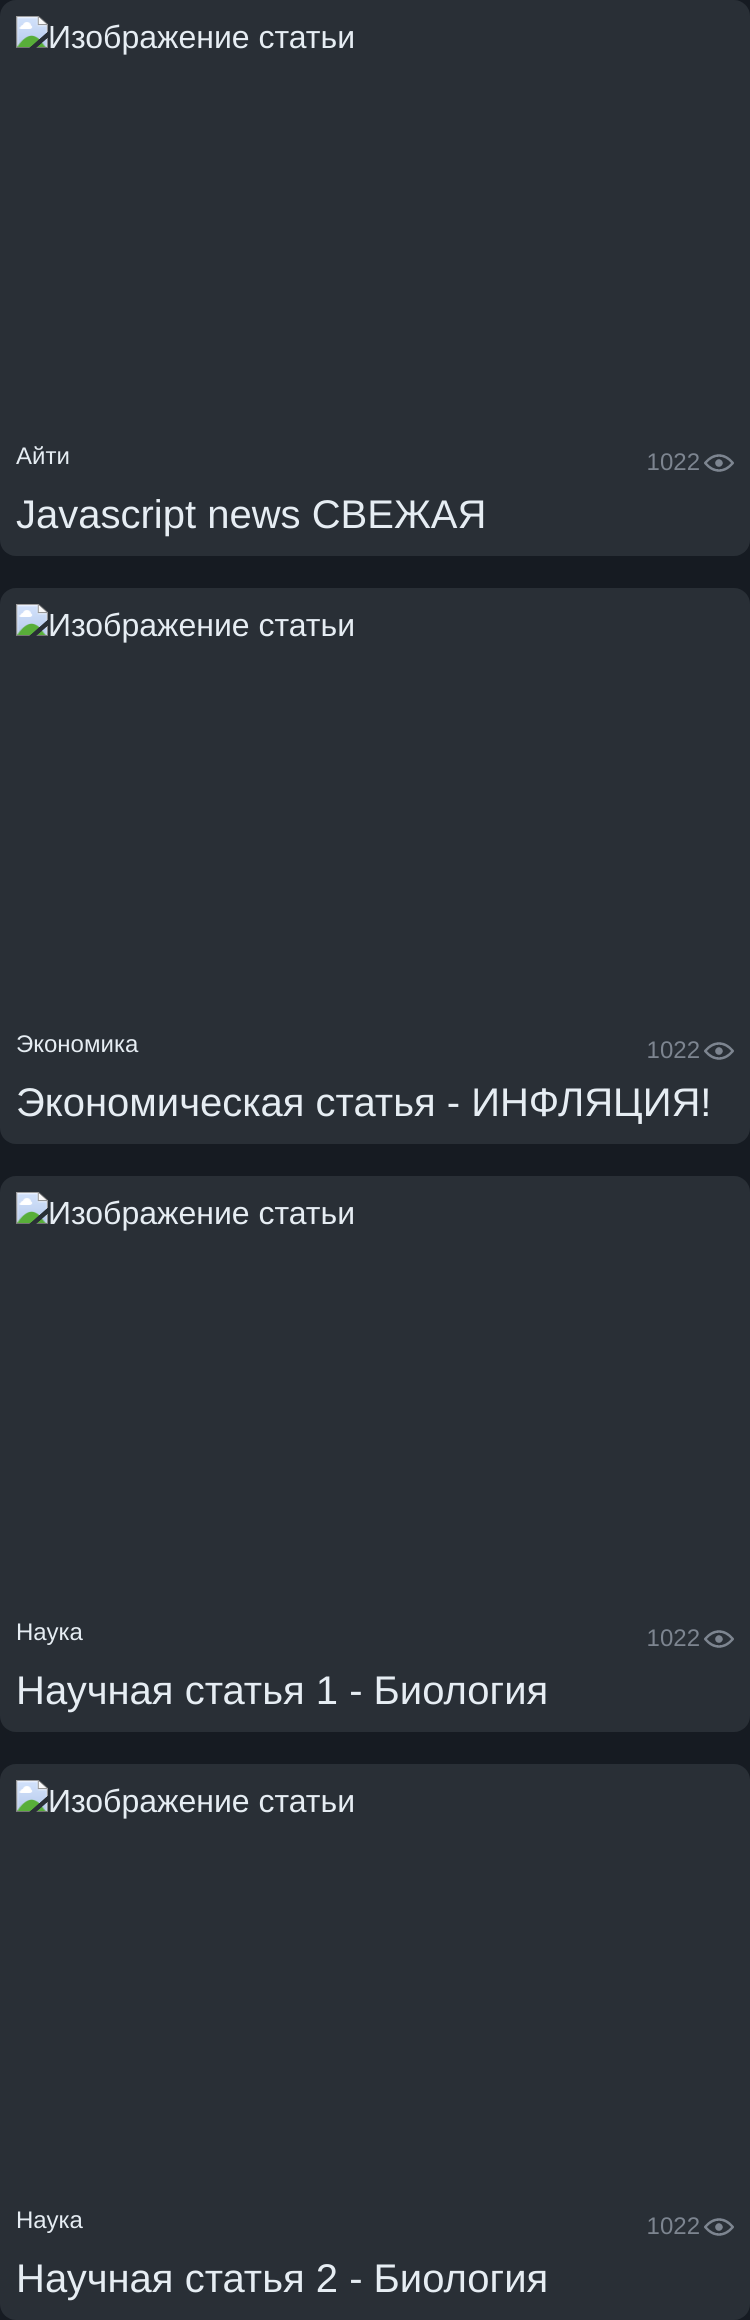 Изображение статьи
Айти 1022
Javascript news СВЕЖАЯ
Изображение статьи
Экономика 1022
Экономическая статья - ИНФЛЯЦИЯ!
Изображение статьи
Наука 1022
Научная статья 1 - Биология
Изображение статьи
Наука 1022
Научная статья 2 - Биология